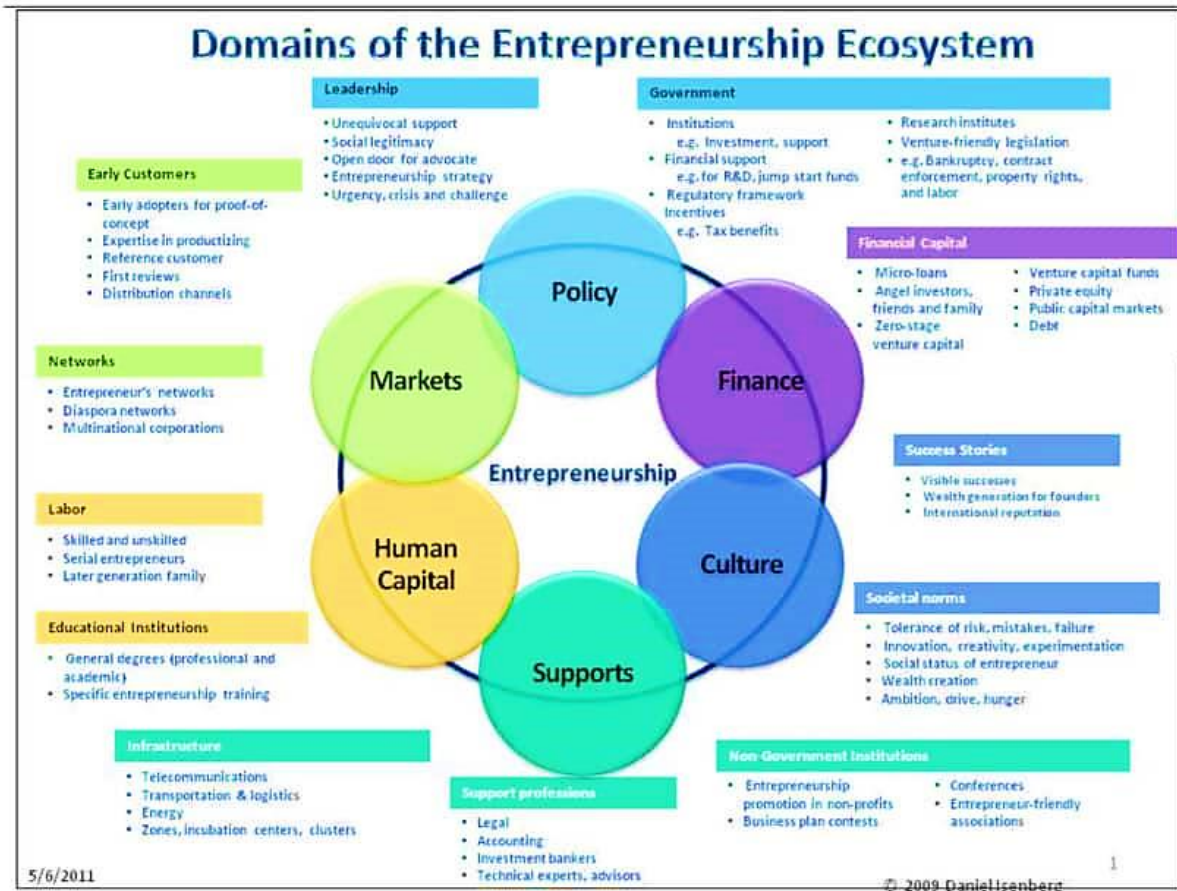 Domains of the Entrepreneurship Ecosystem
Leadership
• Unequivocal support
• Social legitimacy
• Open door for advocate
• Entrepreneurship strategy
• Urgency, crisis and challenge
Government
• Institutions
e.g. Investment, support
• Financial support
e.g. for R&D, jump start funds
• Regulatory framework
Incentives
e.g. Tax benefits
• Research institutes
• Venture-friendly legislation
• e.g. Bankruptcy, contract
enforcement, property rights,
and labor
Early Customers
• Early adopters for proof-of-
concept
• Expertise in productizing
• Reference customer
• First reviews
• Distribution channels
Financial Capital
• Micro-loans
• Angel investors,
friends and family
• Zero-stage
venture capital
• Venture capital funds
• Private equity
• Public capital markets
• Debt
Networks
• Entrepreneur's networks
• Diaspora networks
• Multinational corporations
Policy
Markets
Finance
Entrepreneurship
Human
Capital
Culture
Supports
Success Stories
• Visible successes
• Wealth generation for founders
• International reputation
Labor
• Skilled and unskilled
• Serial entrepreneurs
• Later generation family
Societal norms
• Tolerance of risk, mistakes, failure
• Innovation, creativity, experimentation
• Social status of entrepreneur
• Wealth creation
• Ambition, drive, hunger
Educational Institutions
• General degrees (professional and
academic)
• Specific entrepreneurship training
Infrastructure
• Telecommunications
• Transportation & logistics
• Energy
• Zones, incubation centers, clusters
Support professions
• Legal
• Accounting
• Investment bankers
• Technical experts, advisors
Non-Government Institutions
• Entrepreneurship
promotion in non-profits
• Business plan contests
• Conferences
• Entrepreneur-friendly
associations
5/6/2011
1
© 2009 Daniel Isenberg